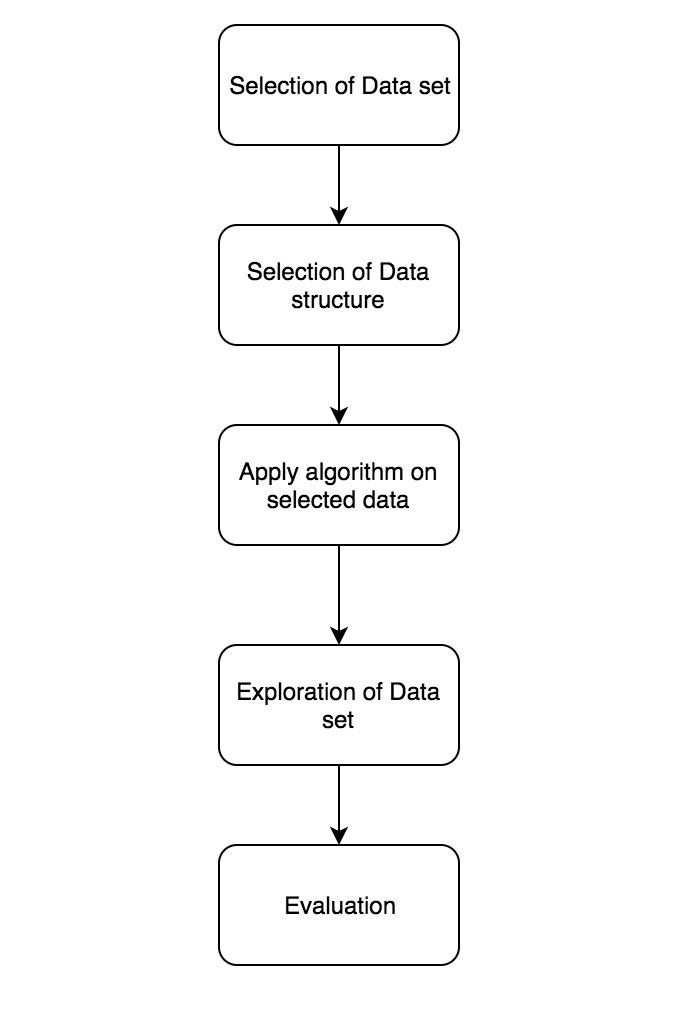 Selection of Data set
Selection of Data
structure
Apply algorithm on
selected data
Exploration of Data
set
Evaluation